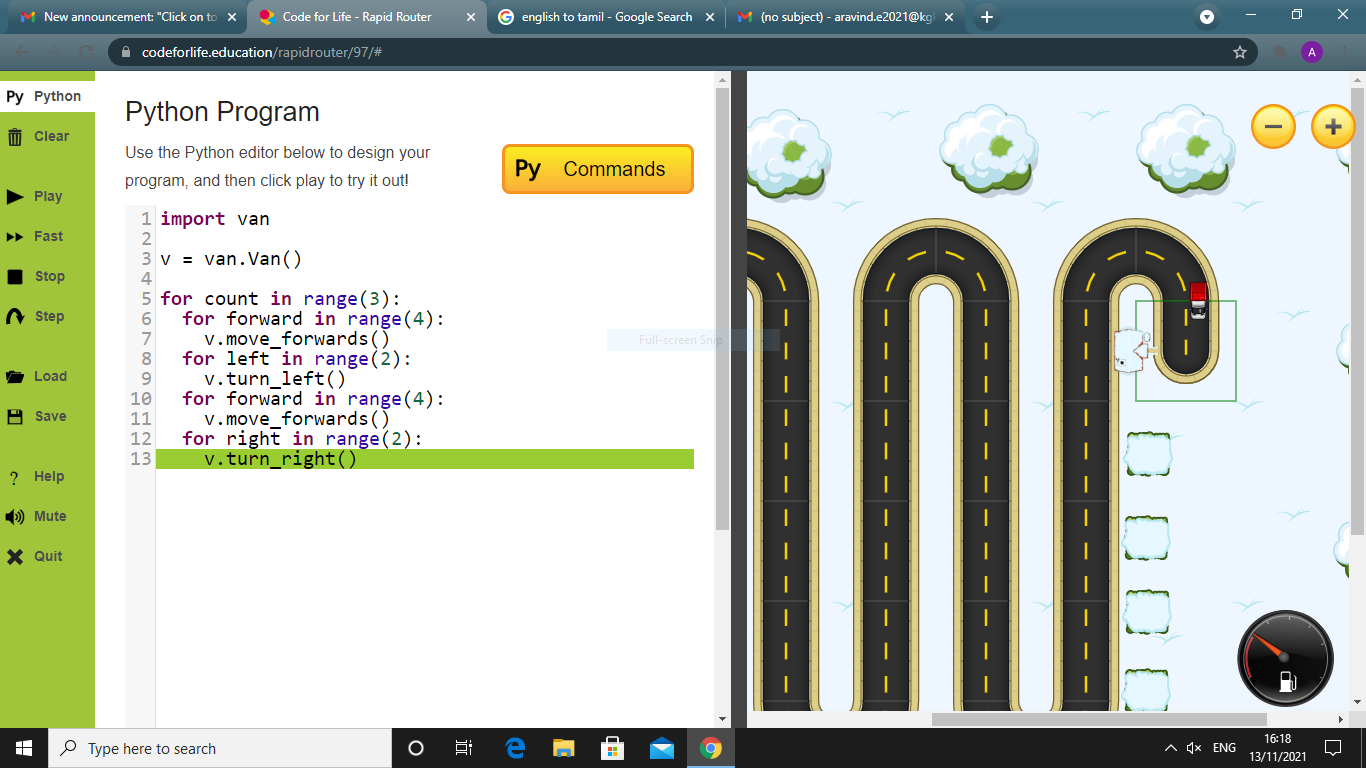 New announcement: "Click on to
Code for Life - Rapid Router
english to tamil - Google Search
(no subject) - aravind.e2021@kgl
codeforlife.education/rapidrouter/97/#
A
Py Python
Clear
Play
Fast
Stop
Step
Load
Save
? Help
Mute
Quit
Python Program
Use the Python editor below to design your
program, and then click play to try it out!
Py Commands
1 import van
2
3 v = van.Van()
4
5 for count in range(3):
6 for forward in range(4):
7 v.move_forwards()
8 for left in range(2):
9 v.turn_left()
10 for forward in range(4):
11 v.move_forwards()
12 for right in range(2):
13 v.turn_right()
Full-screen Snip
Type here to search
ENG
16:18
13/11/2021